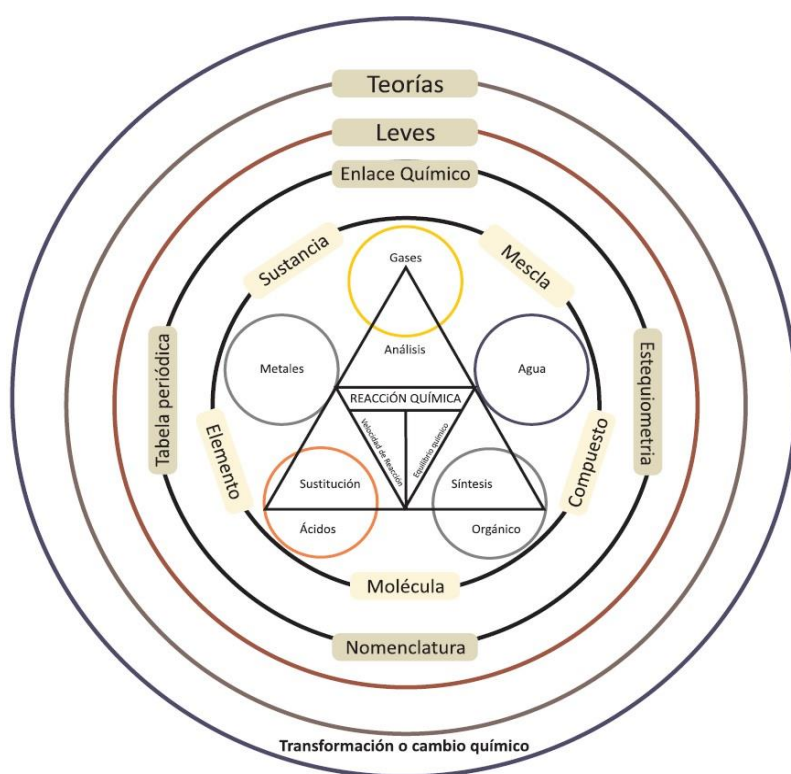 Teorías
Leves
Enlace Químico
Sustancia
Mescla
Gases
Análisis
Metales
Agua
Tabela periódica
Estequiometria
REACCiÓN QUÍMICA
Velocidad de Reacción
Equilibrio químico
Elemento
Compuesto
Sustitución
Síntesis
Ácidos
Orgánico
Molécula
Nomenclatura
Transformación o cambio químico